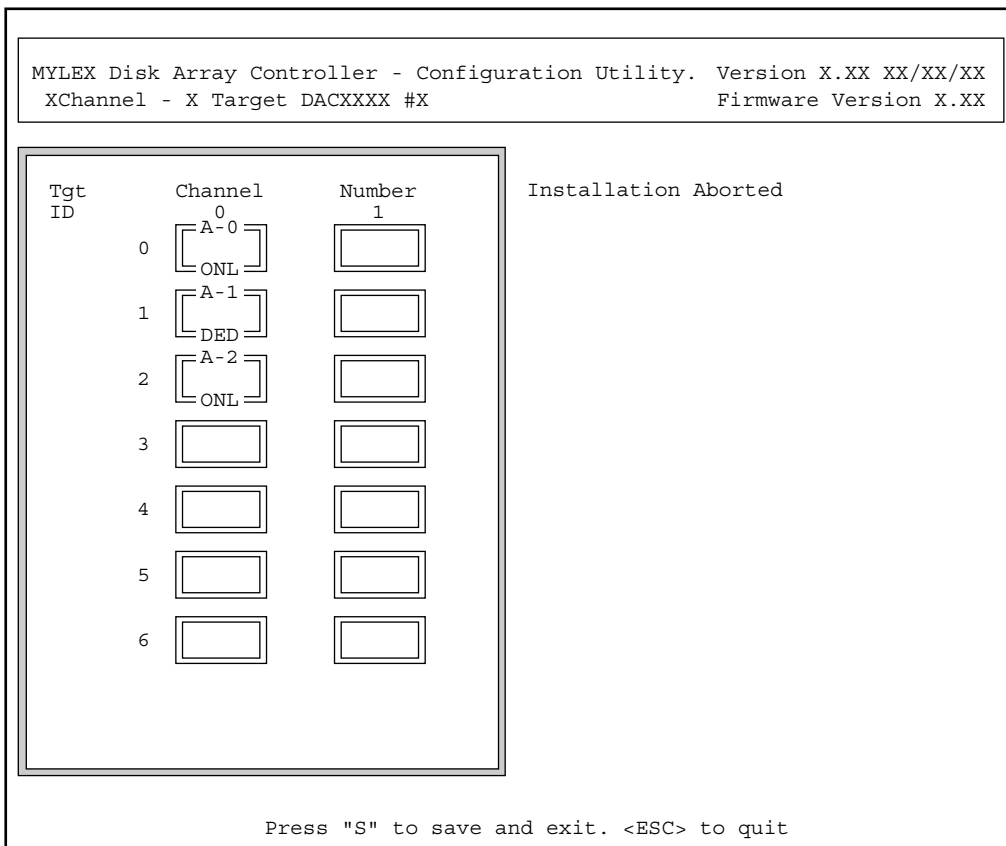 MYLEX Disk Array Controller - Configuration Utility. Version X.XX XX/XX/XX
XChannel - X Target DACXXXX #X Firmware Version X.XX
Tgt Channel Number Installation Aborted
ID 0 1
A-0
0
ONL
A-1
1
DED
A-2
2
ONL
3
4
5
6
Press "S" to save and exit. <ESC> to quit